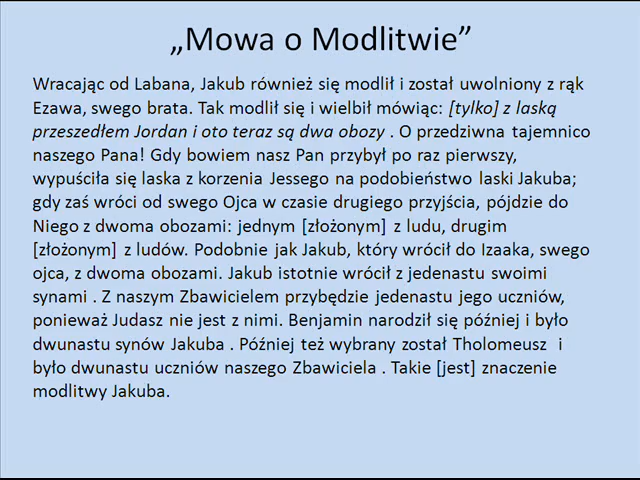 „Mowa o Modlitwie”
Wracając od Labana, Jakub również się modlił i został uwolniony z rąk
Ezawa, swego brata. Tak modlił się i wielbił mówiąc: [tylko] z laską
przeszedłem Jordan i oto teraz są dwa obozy . O przedziwna tajemnico
naszego Pana! Gdy bowiem nasz Pan przybył po raz pierwszy,
wypuściła się laska z korzenia Jessego na podobieństwo laski Jakuba;
gdy zaś wróci od swego Ojca w czasie drugiego przyjścia, pójdzie do
Niego z dwoma obozami: jednym [złożonym] z ludu, drugim
[złożonym] z ludów. Podobnie jak Jakub, który wrócił do Izaaka, swego
ojca, z dwoma obozami. Jakub istotnie wrócił z jedenastu swoimi
synami . Z naszym Zbawicielem przybędzie jedenastu jego uczniów,
ponieważ Judasz nie jest z nimi. Benjamin narodził się później i było
dwunastu synów Jakuba . Później też wybrany został Tholomeusz i
było dwunastu uczniów naszego Zbawiciela . Takie [jest] znaczenie
modlitwy Jakuba.